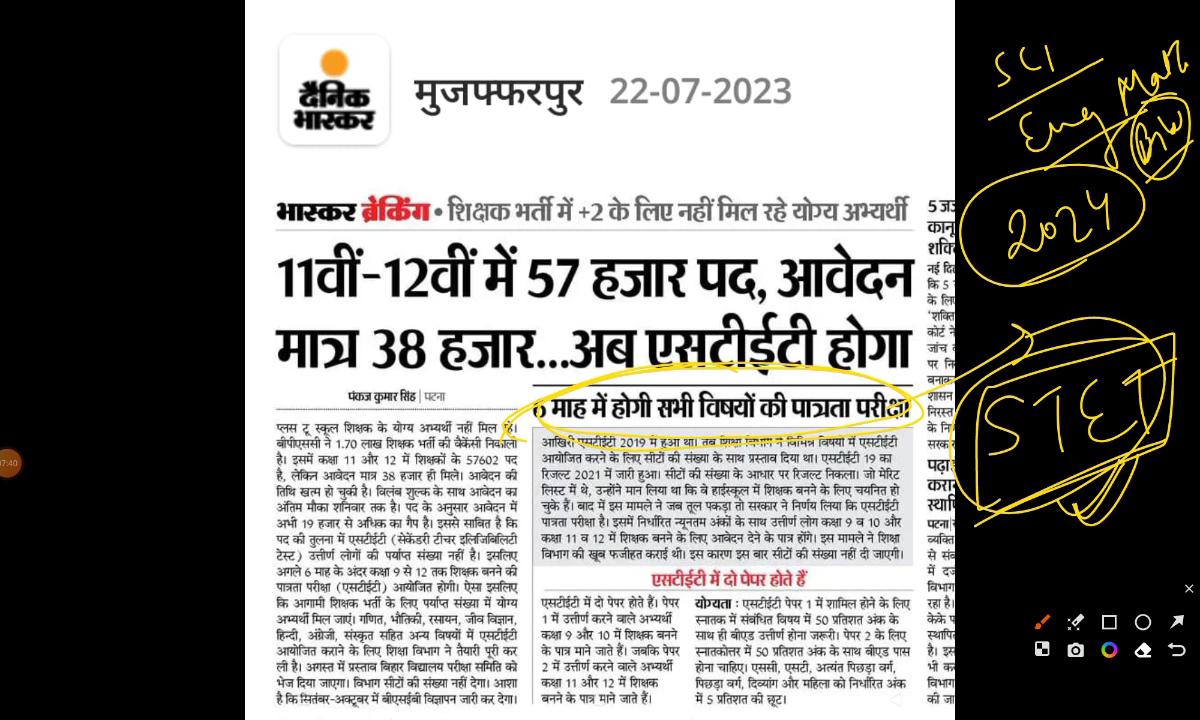 दैनिक
भास्कर
मुजफ्फरपुर 22-07-2023
भास्कर ब्रेकिंग • शिक्षक भर्ती में +2 के लिए नहीं मिल रहे योग्य अभ्यर्थी
11वीं-12वीं में 57 हजार पद, आवेदन
मात्र 38 हजार...अब एसटीईटी होगा
पंकज कुमार सिंह | पटना
प्लस टू स्कूल शिक्षक के योग्य अभ्यर्थी नहीं मिल रहे।
बीपीएससी ने 1.70 लाख शिक्षक भर्ती की वैकेंसी निकाली
है। इसमें कक्षा 11 और 12 में शिक्षकों के 57602 पद
है, लेकिन आवेदन मात्र 38 हजार ही मिले। आवेदन की
तिथि खत्म हो चुकी है। विलंब शुल्क के साथ आवेदन का
अंतिम मौका शनिवार तक है। पद के अनुसार आवेदन में
अभी 19 हजार से अधिक का गैप है। इससे साबित है कि
पद की तुलना में एसटीईटी (सेकेंडरी टीचर इलिजिबिलिटी
टेस्ट) उत्तीर्ण लोगों की पर्याप्त संख्या नहीं है। इसलिए
अगले 6 माह के अंदर कक्षा 9 से 12 तक शिक्षक बनने की
पात्रता परीक्षा (एसटीईटी) आयोजित होगी। ऐसा इसलिए
कि आगामी शिक्षक भर्ती के लिए पर्याप्त संख्या में योग्य
अभ्यर्थी मिल जाएं। गणित, भौतिकी, रसायन, जीव विज्ञान,
हिन्दी, अंग्रेजी, संस्कृत सहित अन्य विषयों में एसटीईटी
आयोजित कराने के लिए शिक्षा विभाग ने तैयारी पूरी कर
ली है। अगस्त में प्रस्ताव बिहार विद्यालय परीक्षा समिति को
भेज दिया जाएगा। विभाग सीटों की संख्या नहीं देगा। आशा
है कि सितंबर-अक्टूबर में बीएसईबी विज्ञापन जारी कर देगा।
6 माह में होगी सभी विषयों की पात्रता परीक्षा
आखिरी एसटीईटी 2019 में हुआ था। तब शिक्षा विभाग ने विभिन्न विषयों में एसटीईटी
आयोजित करने के लिए सीटों की संख्या के साथ प्रस्ताव दिया था। एसटीईटी 19 का
रिजल्ट 2021 में जारी हुआ। सीटों की संख्या के आधार पर रिजल्ट निकला। जो मेरिट
लिस्ट में थे, उन्होंने मान लिया था कि वे हाईस्कूल में शिक्षक बनने के लिए चयनित हो
चुके हैं। बाद में इस मामले ने जब तूल पकड़ा तो सरकार ने निर्णय लिया कि एसटीईटी
पात्रता परीक्षा है। इसमें निर्धारित न्यूनतम अंकों के साथ उत्तीर्ण लोग कक्षा 9 व 10 और
कक्षा 11 व 12 में शिक्षक बनने के लिए आवेदन देने के पात्र होंगे। इस मामले ने शिक्षा
विभाग की खूब फजीहत कराई थी। इस कारण इस बार सीटों की संख्या नहीं दी जाएगी।
एसटीईटी में दो पेपर होते हैं
एसटीईटी में दो पेपर होते हैं। पेपर
1 में उत्तीर्ण करने वाले अभ्यर्थी
कक्षा 9 और 10 में शिक्षक बनने
के पात्र माने जाते हैं। जबकि पेपर
2 में उत्तीर्ण करने वाले अभ्यर्थी
कक्षा 11 और 12 में शिक्षक
बनने के पात्र माने जाते हैं।
योग्यता : एसटीईटी पेपर 1 में शामिल होने के लिए
स्नातक में संबंधित विषय में 50 प्रतिशत अंक के
साथ ही बीएड उत्तीर्ण होना जरूरी। पेपर 2 के लिए
स्नातकोत्तर में 50 प्रतिशत अंक के साथ बीएड पास
होना चाहिए। एससी, एसटी, अत्यंत पिछड़ा वर्ग,
पिछड़ा वर्ग, दिव्यांग और महिला को निर्धारित अंक
में 5 प्रतिशत की छूट।
SCI
Eng Math
2024
STET
7:40